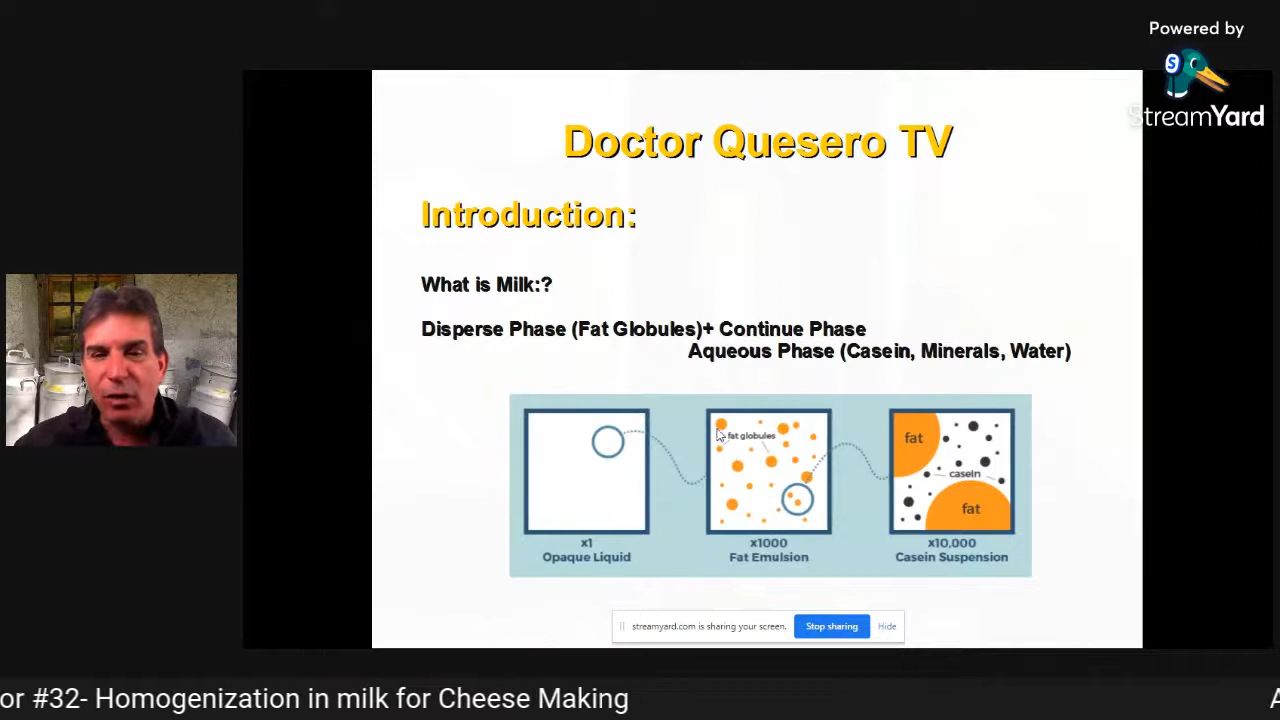 Powered by
StreamYard
Doctor Quesero TV
Introduction:
What is Milk:?
Disperse Phase (Fat Globules)+ Continue Phase
Aqueous Phase (Casein, Minerals, Water)
fat globules
fat
casein
fat
x1
Opaque Liquid
x1000
Fat Emulsion
x10,000
Casein Suspension
streamyard.com is sharing your screen.
Stop sharing
Hide
or #32- Homogenization in milk for Cheese Making
A